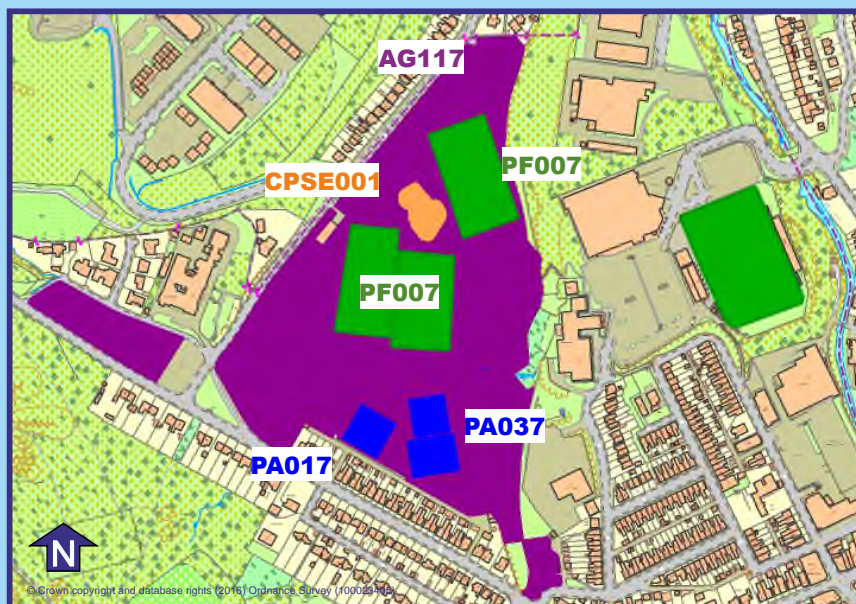 AG117
PF007
CPSE001
PF007
PA037
PA017
N
© Crown copyright and database rights (2016) Ordnance Survey